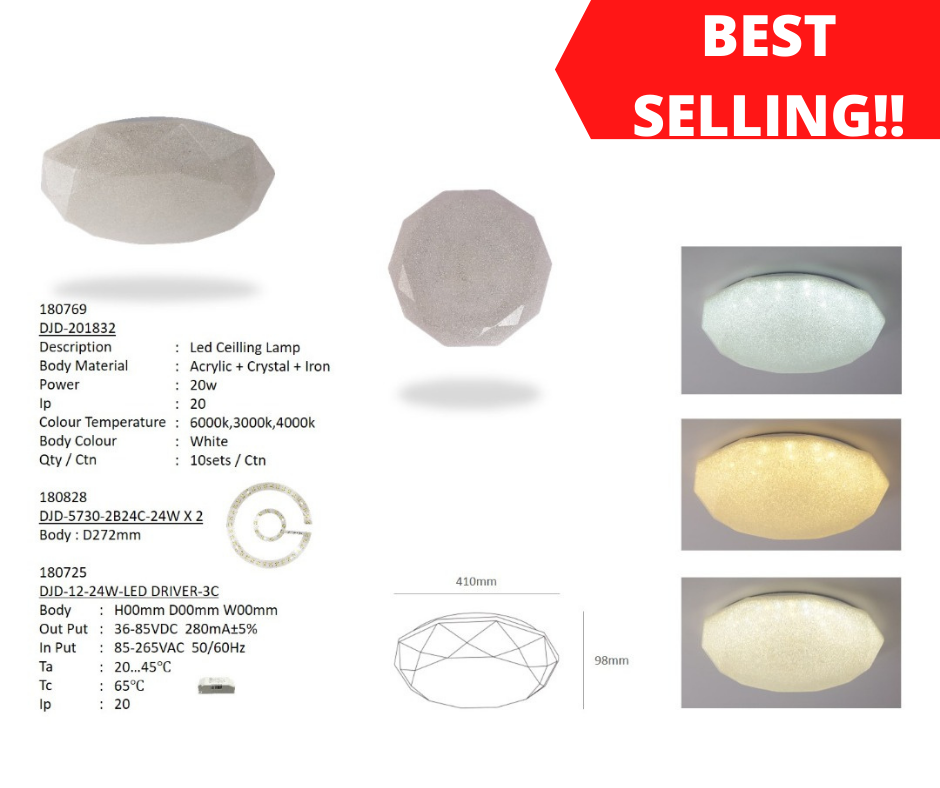 BEST
SELLING!!
180769
DJD-201832
Description : Led Ceilling Lamp
Body Material : Acrylic + Crystal + Iron
Power : 20w
Ip : 20
Colour Temperature : 6000k,3000k,4000k
Body Colour : White
Qty / Ctn : 10sets / Ctn
180828
DJD-5730-2B24C-24W X 2
Body : D272mm
180725
DJD-12-24W-LED DRIVER-3C
Body : H00mm D00mm W00mm
Out Put : 36-85VDC 280mA±5%
In Put : 85-265VAC 50/60Hz
Ta : 20...45℃
Tc : 65℃
Ip : 20
410mm
98mm